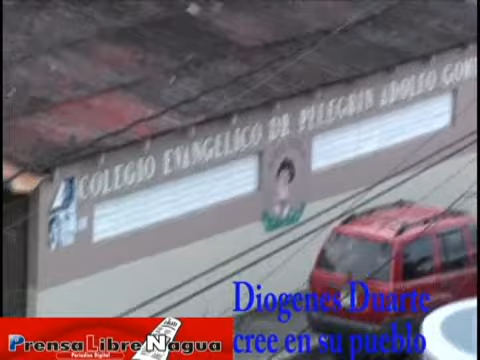 COLEGIO EVANGELICO DR PELEGRIN ADOLFO
Diogenes Duarte
cree en su pueblo
PrensaLibreNagua
Periodico Digital